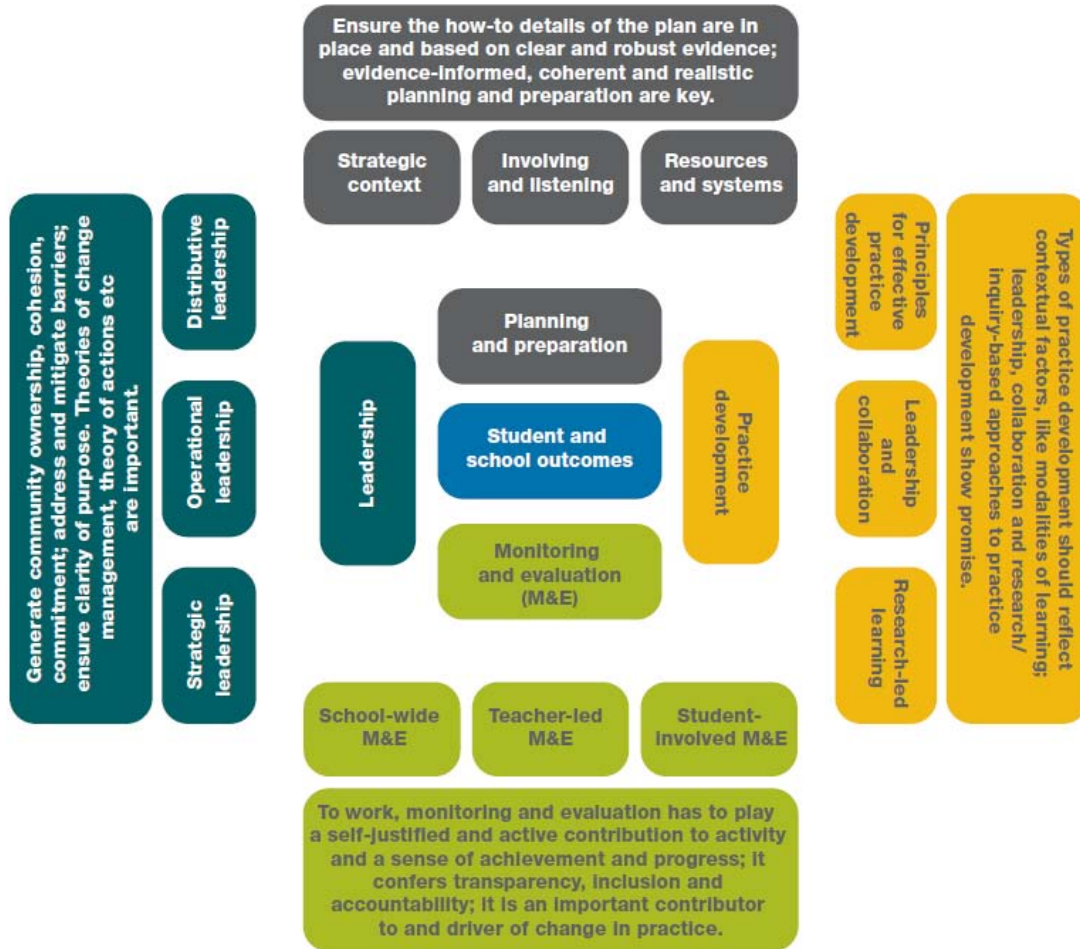 Ensure the how-to details of the plan are in
place and based on clear and robust evidence;
evidence-informed, coherent and realistic
planning and preparation are key.
Strategic
context
Involving
and listening
Resources
and systems
Generate community ownership, cohesion,
commitment; address and mitigate barriers;
ensure clarity of purpose. Theories of change
management, theory of actions etc
are important.
Distributive
leadership
Operational
leadership
Strategic
leadership
Leadership
Planning
and preparation
Student and
school outcomes
Monitoring
and evaluation
(M&E)
Practice
development
Principles
for effective
practice
development
Leadership
and
collaboration
Research-led
learning
Types of practice development should reflect
contextual factors, like modalities of learning;
leadership, collaboration and research/
inquiry-based approaches to practice
development show promise.
School-wide
M&E
Teacher-led
M&E
Student-
involved M&E
To work, monitoring and evaluation has to play
a self-justified and active contribution to activity
and a sense of achievement and progress; it
confers transparency, inclusion and
accountability; it is an important contributor
to and driver of change in practice.